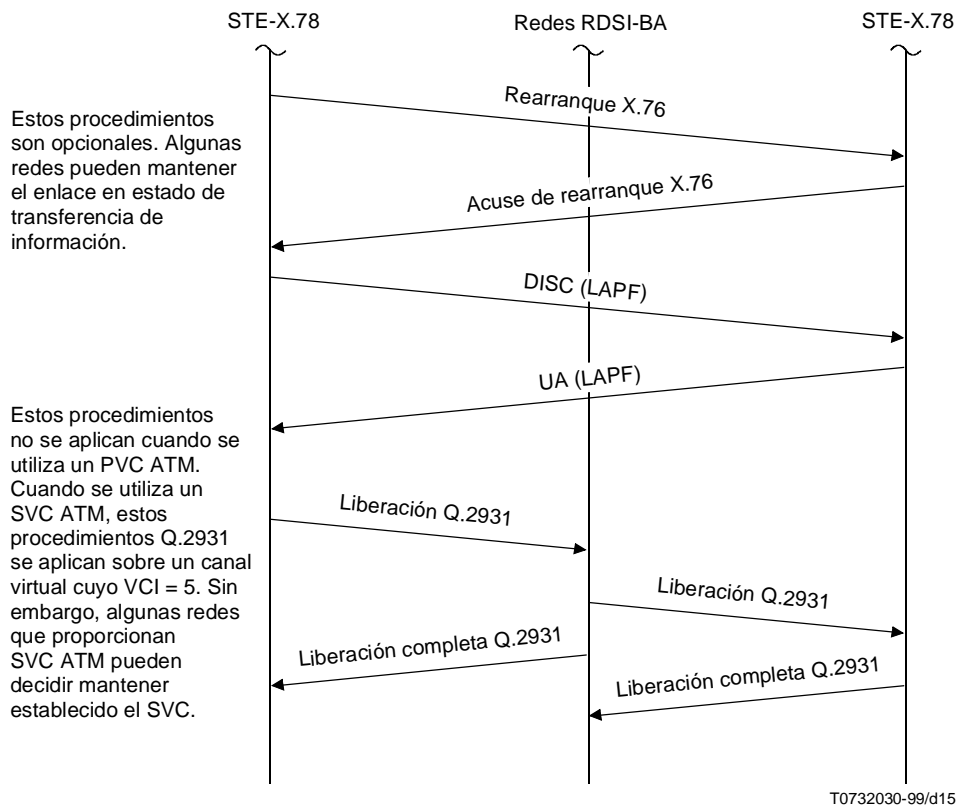 STE-X.78
Redes RDSI-BA
STE-X.78
Rearranque X.76
Estos procedimientos
son opcionales. Algunas
redes pueden mantener
el enlace en estado de
transferencia de
información.
Acuse de rearranque X.76
DISC (LAPF)
UA (LAPF)
Estos procedimientos
no se aplican cuando se
utiliza un PVC ATM.
Cuando se utiliza un
SVC ATM, estos
procedimientos Q.2931
se aplican sobre un canal
virtual cuyo VCI = 5. Sin
embargo, algunas redes
que proporcionan
SVC ATM pueden
decidir mantener
establecido el SVC.
Liberación Q.2931
Liberación Q.2931
Liberación completa Q.2931
Liberación completa Q.2931
T0732030-99/d15